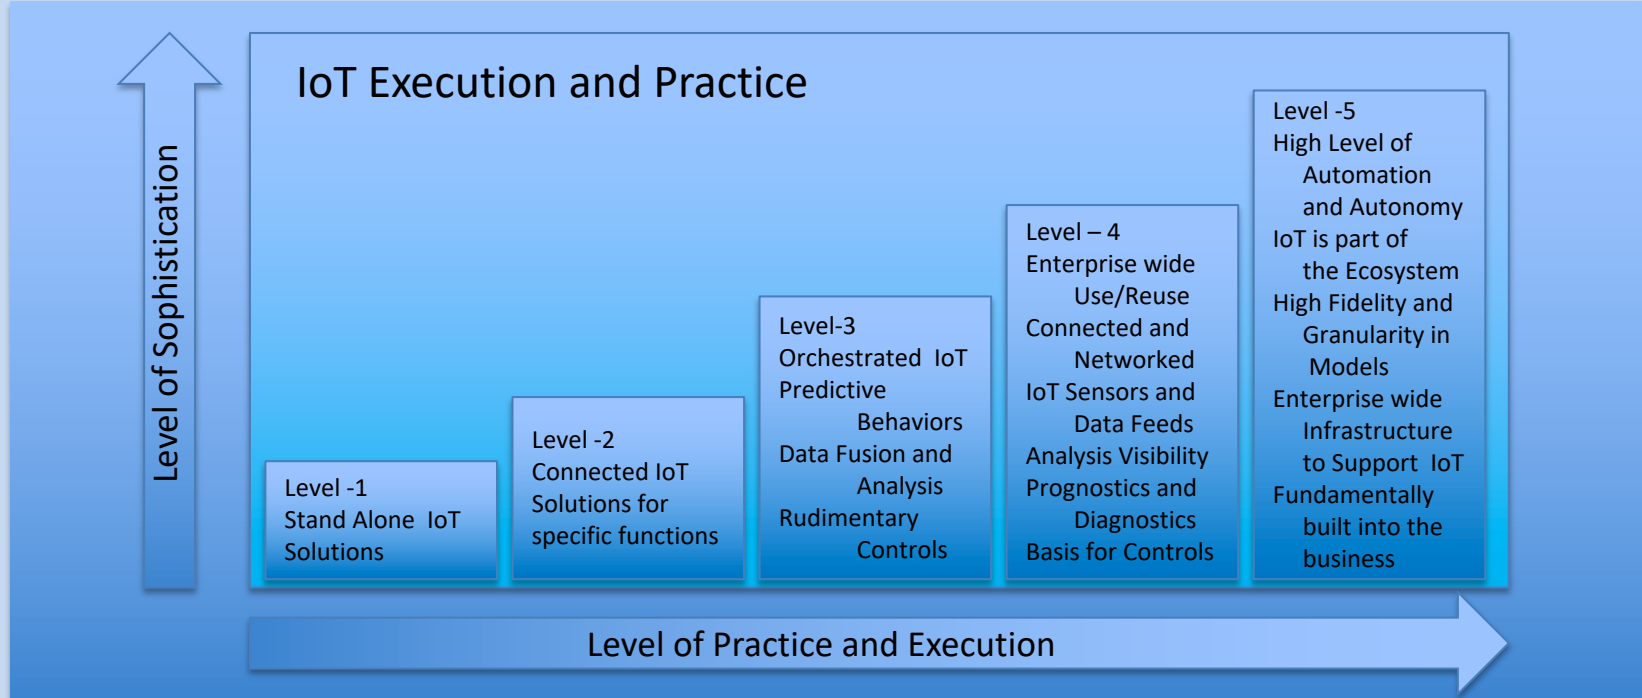 IoT Execution and Practice
Level of Sophistication
Level -1
Stand Alone  IoT
Solutions
Level -2
Connected IoT
Solutions for
specific functions
Level-3
Orchestrated  IoT
Predictive
Behaviors
Data Fusion and
Analysis
Rudimentary
Controls
Level – 4
Enterprise wide
Use/Reuse
Connected and
Networked
IoT Sensors and
Data Feeds
Analysis Visibility
Prognostics and
Diagnostics
Basis for Controls
Level -5
High Level of
Automation
and Autonomy
IoT is part of
the Ecosystem
High Fidelity and
Granularity in
Models
Enterprise wide
Infrastructure
to Support  IoT
Fundamentally
built into the
business
Level of Practice and Execution